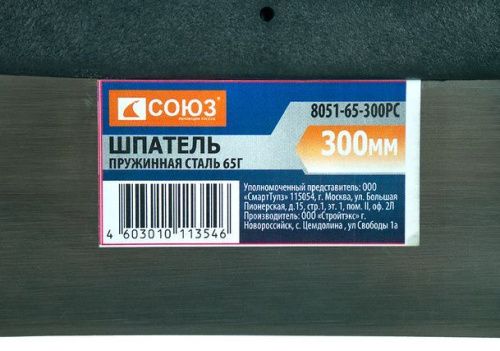 СОЮЗ®
8051-65-300РС
ШПАТЕЛЬ
ПРУЖИННАЯ СТАЛЬ 65Г
300мм
Уполномоченный представитель: ООО
«СмартТулз» 115054, г. Москва, ул. Большая
Пионерская, д.15, стр.1, эт. 1, пом. II, оф. 2Л
Производитель: ООО «Стройтэкс» г.
Новороссийск, с. Цемдолина , ул Свободы 1а
4 603010 113546